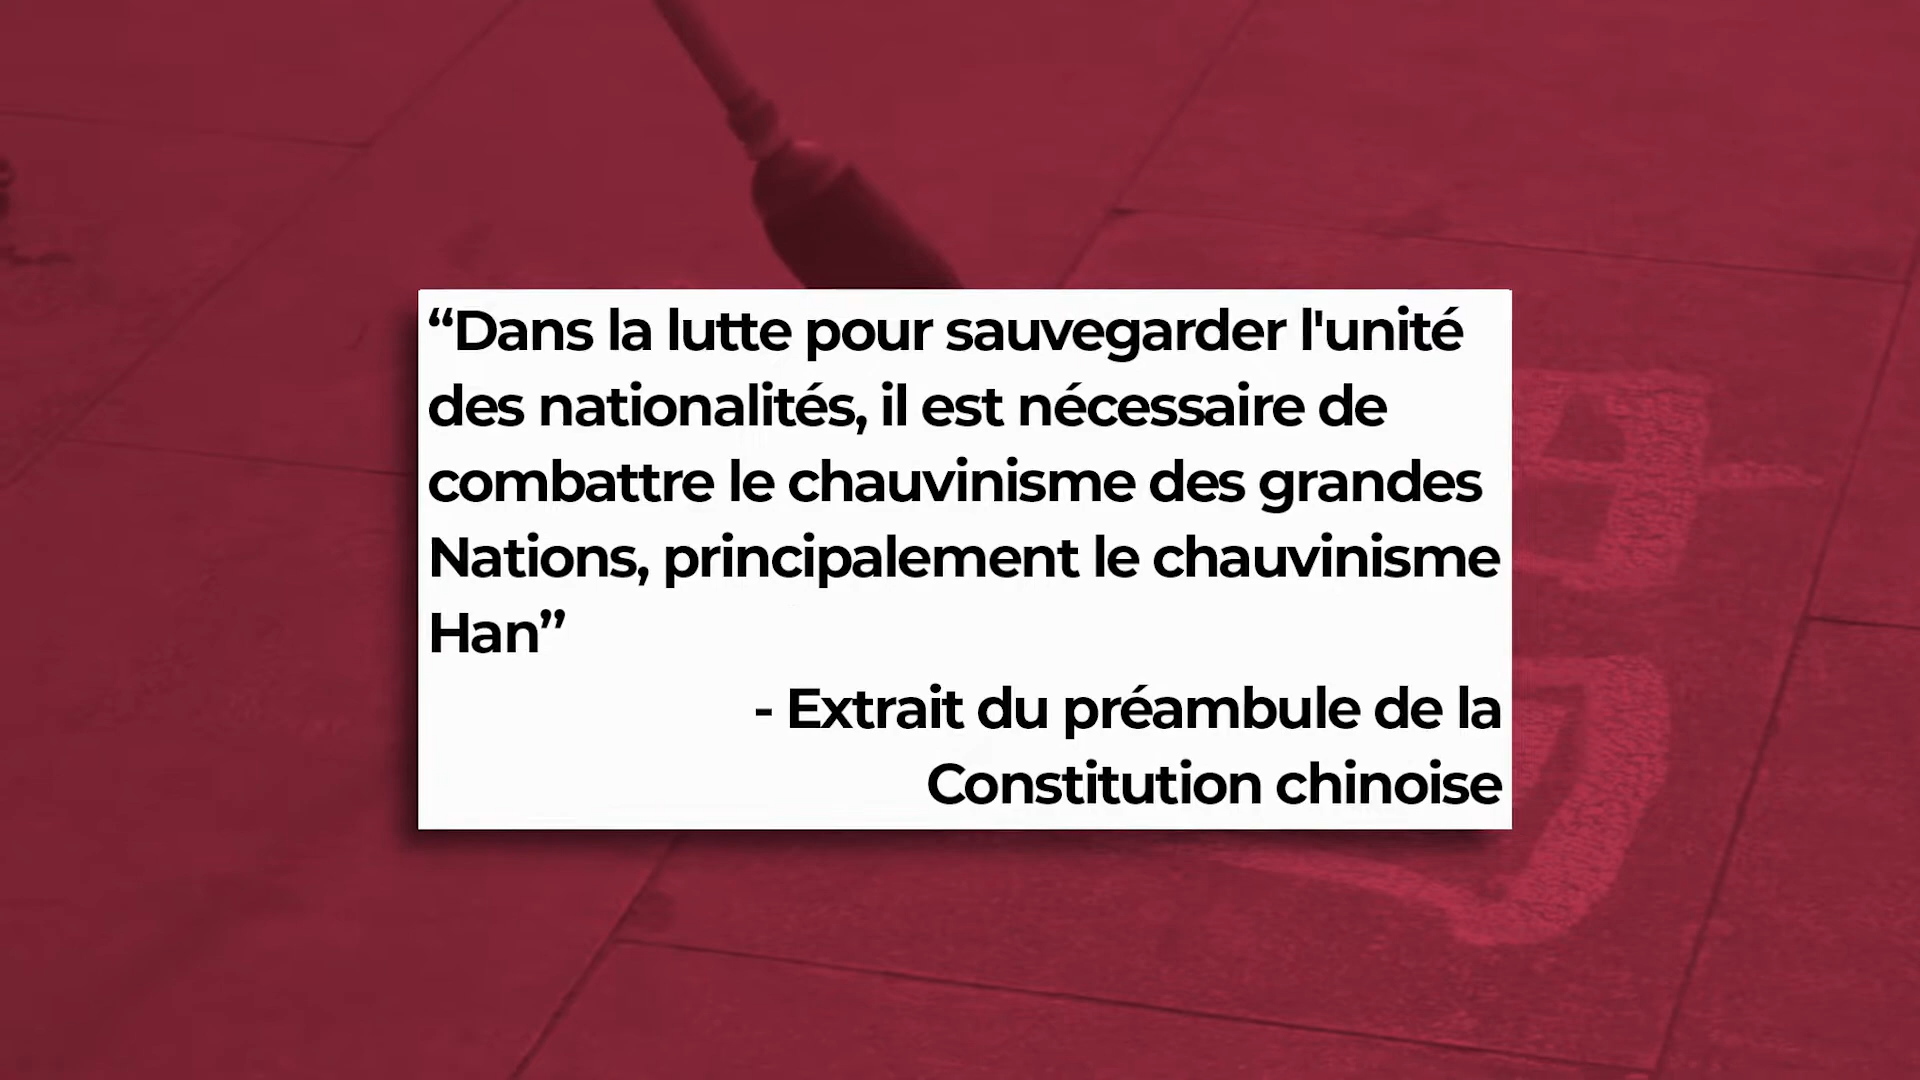 “Dans la lutte pour sauvegarder l'unité
des nationalités, il est nécessaire de
combattre le chauvinisme des grandes
Nations, principalement le chauvinisme
Han”
- Extrait du préambule de la
Constitution chinoise